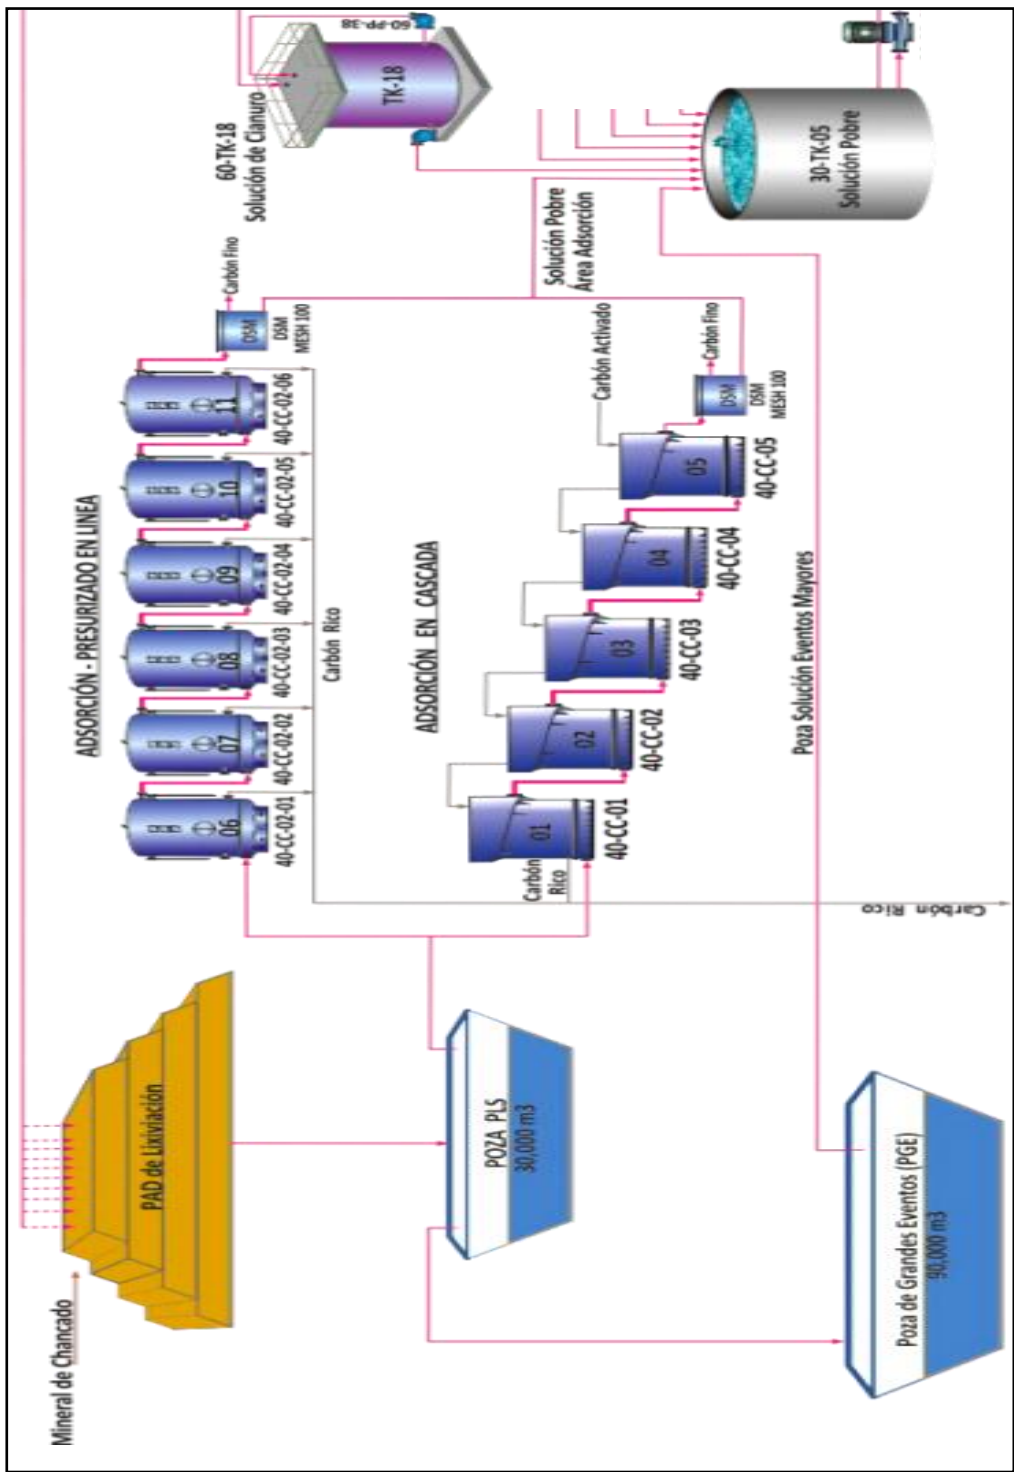 Mineral de Chancado
PAD de Lixiviación
POZA PLS
30,000 m3
Poza de Grandes Eventos (PGE)
90,000 m3
ADSORCIÓN - PRESURIZADO EN LINEA
06
07
08
09
10
11
40-CC-02-01
40-CC-02-02
40-CC-02-03
40-CC-02-04
40-CC-02-05
40-CC-02-06
Carbón Rico
DSM
DSM
MESH 100
Carbón Fino
ADSORCIÓN EN CASCADA
01
02
03
04
05
40-CC-01
40-CC-02
40-CC-03
40-CC-04
40-CC-05
Carbón
Rico
Carbón Activado
DSM
DSM
MESH 100
Carbón Fino
Carbón Rico
Poza Solución Eventos Mayores
Solución Pobre
Área Adsorción
60-TK-18
Solución de Cianuro
TK-18
60-PP-38
30-TK-05
Solución Pobre